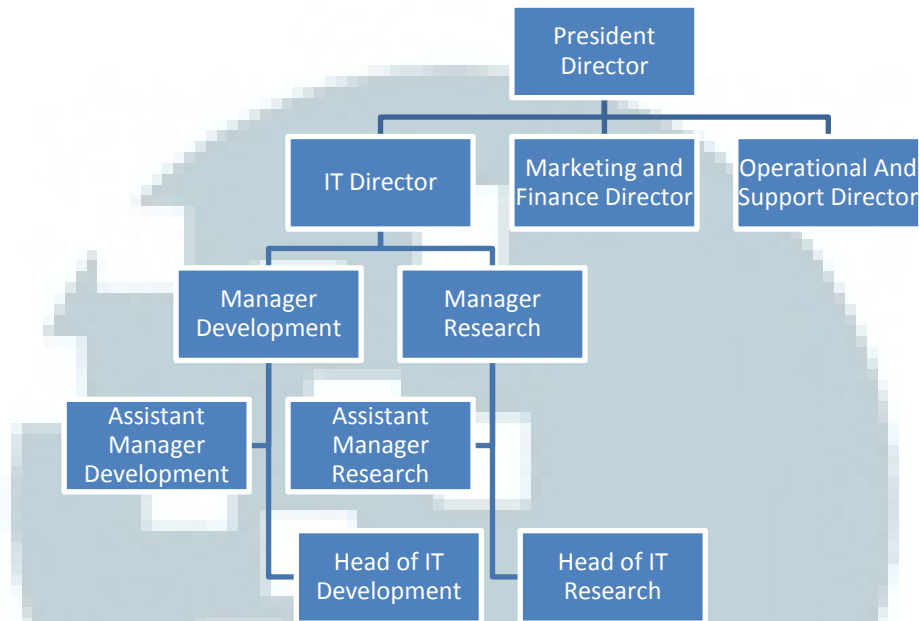 President
Director
IT Director
Marketing and
Finance Director
Operational And
Support Director
Manager
Development
Manager
Research
Assistant
Manager
Development
Assistant
Manager
Research
Head of IT
Development
Head of IT
Research